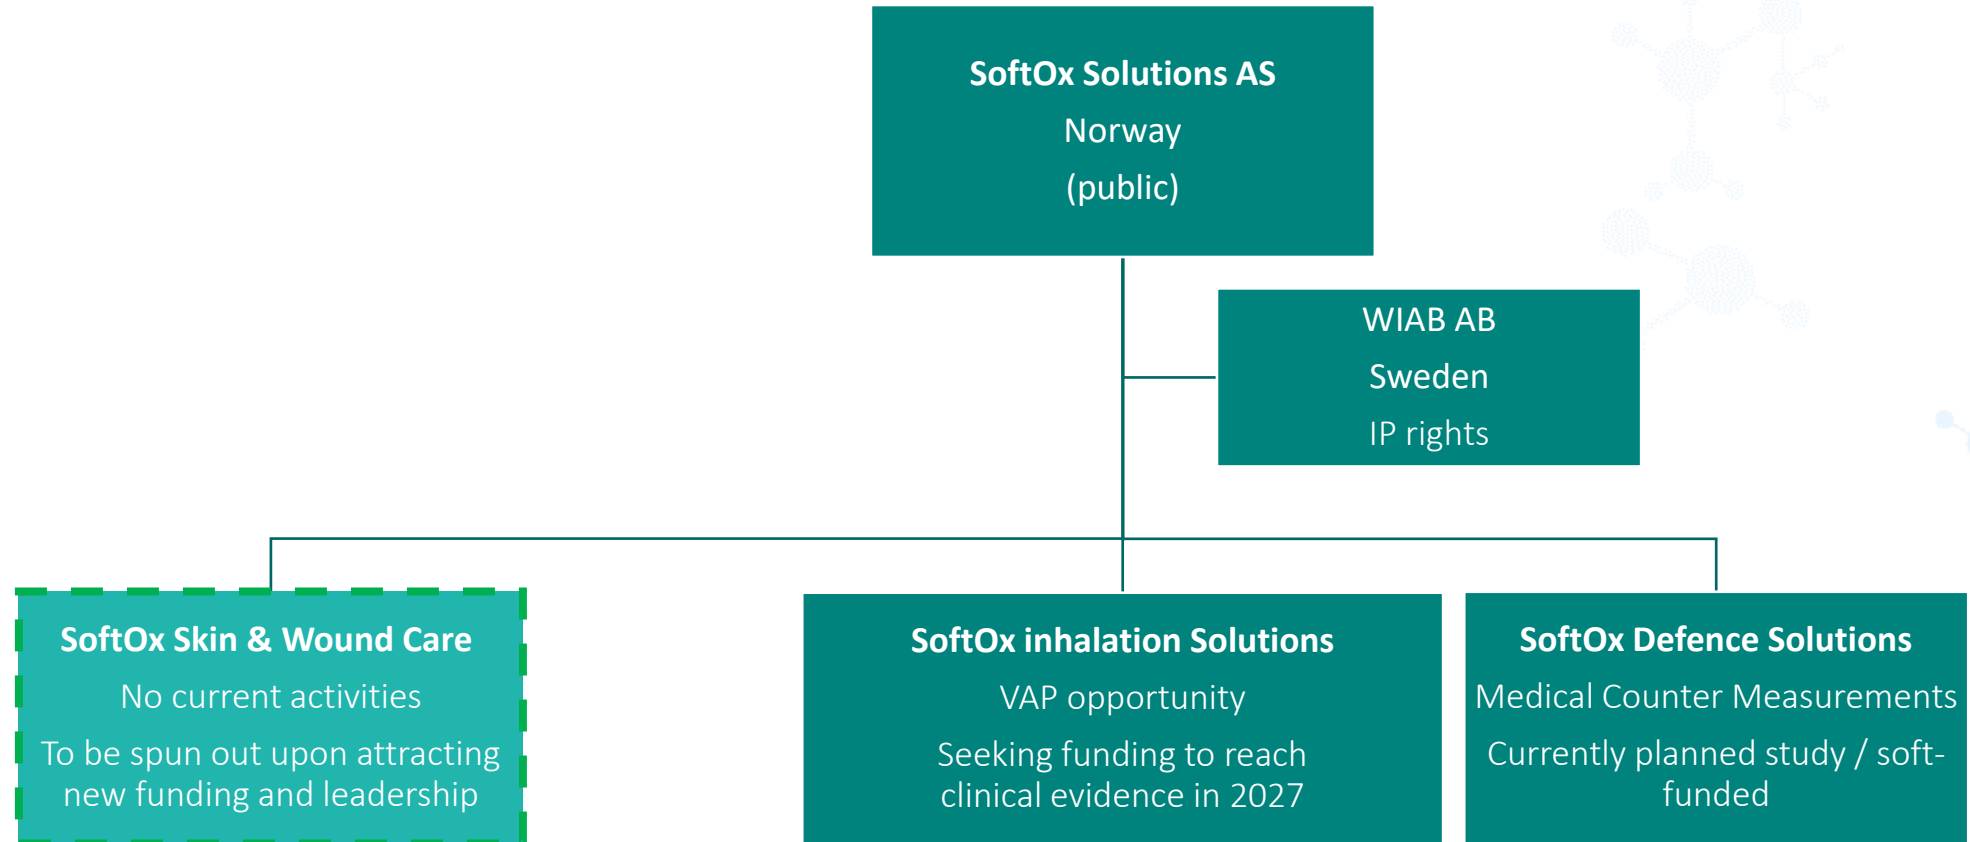 SoftOx Solutions AS
Norway
(public)
WIAB AB
Sweden
IP rights
SoftOx Skin & Wound Care
No current activities
To be spun out upon attracting
new funding and leadership
SoftOx inhalation Solutions
VAP opportunity
Seeking funding to reach
clinical evidence in 2027
SoftOx Defence Solutions
Medical Counter Measurements
Currently planned study / soft-
funded